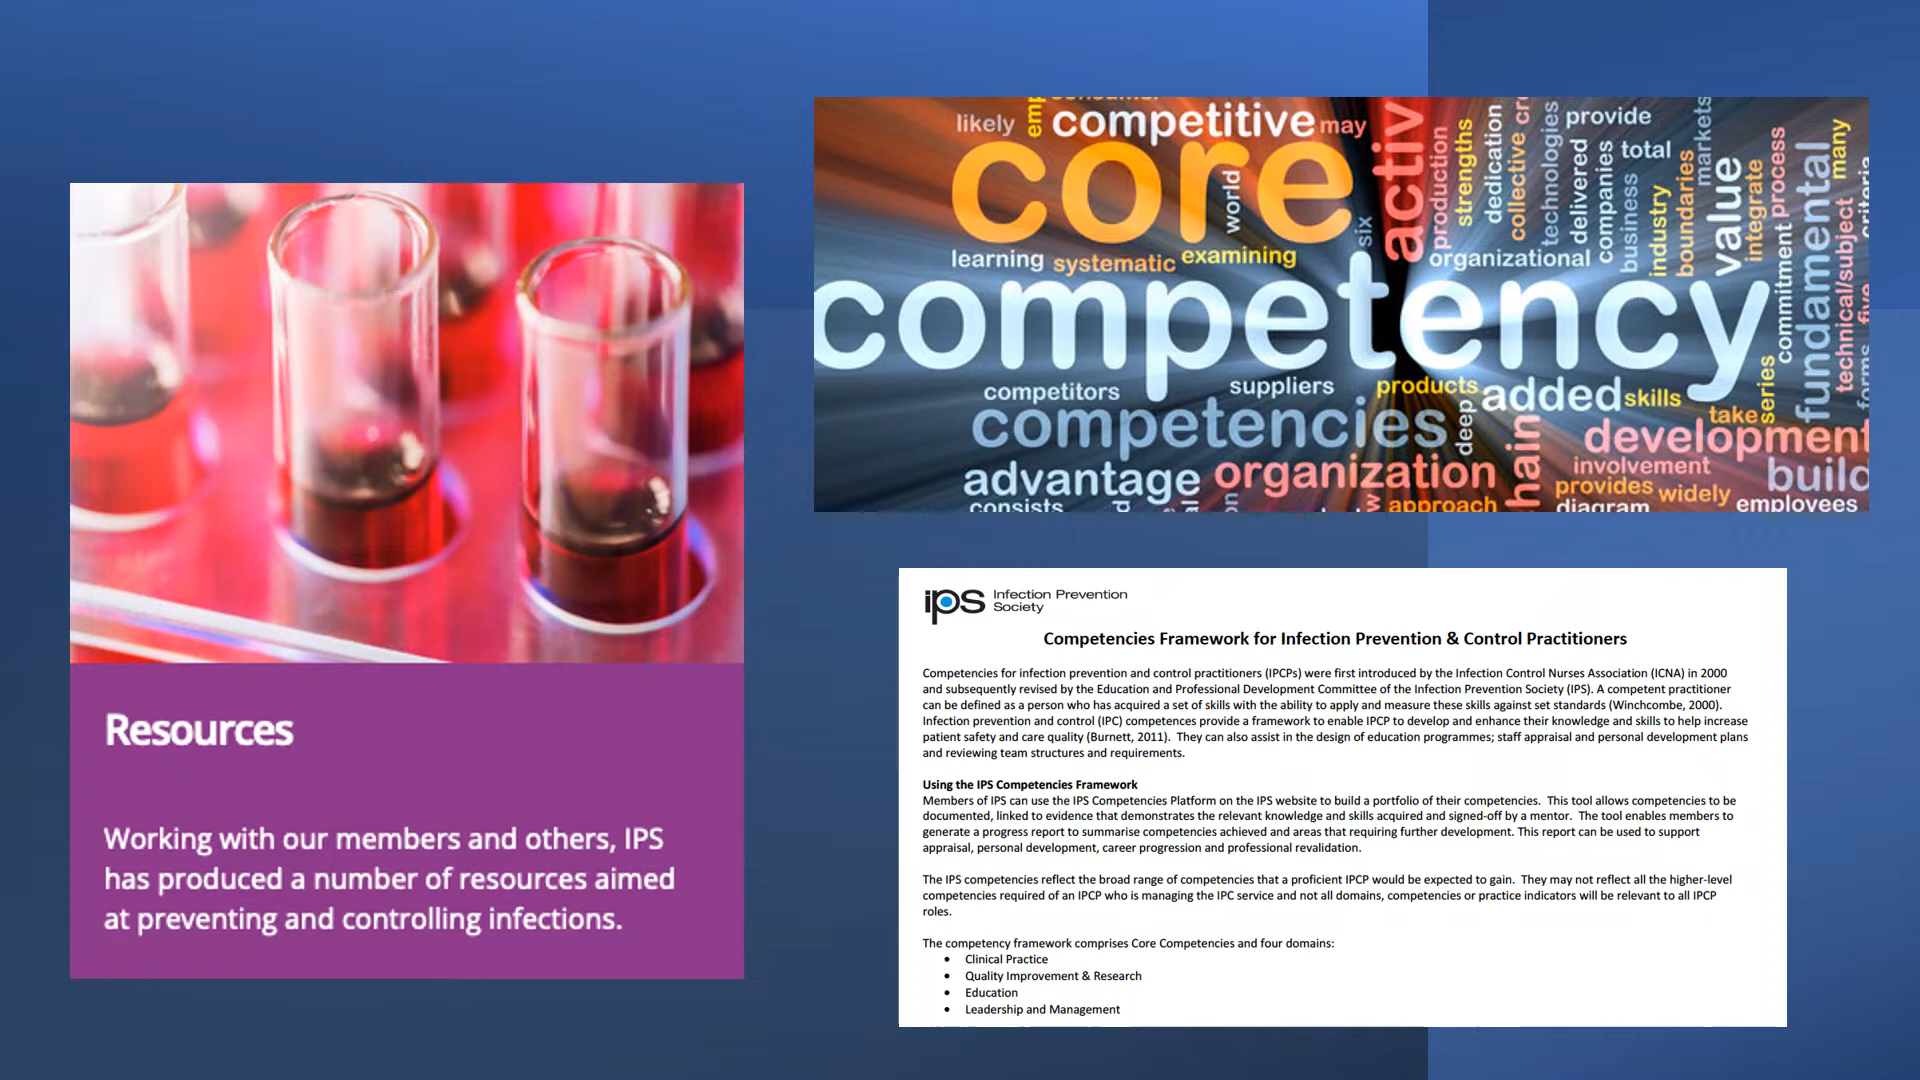 Resources
Working with our members and others, IPS
has produced a number of resources aimed
at preventing and controlling infections.
likely
competitive
may
core
world
six
activ
production
strengths
dedication
collective
technologies
provide
delivered
companies
total
business
industry
boundaries
markets
value
integrate
process
commitment
fundamental
many
technical/subject
criteria
five
forms
learning
systematic
examining
organizational
competency
competitors
suppliers
products
added
skills
series
take
competencies
deep
development
advantage
organization
hain
involvement
build
provides
widely
consists
approach
diagram
employees
ips Infection Prevention
Society
Competencies Framework for Infection Prevention & Control Practitioners
Competencies for infection prevention and control practitioners (IPCPs) were first introduced by the Infection Control Nurses Association (ICNA) in 2000
and subsequently revised by the Education and Professional Development Committee of the Infection Prevention Society (IPS). A competent practitioner
can be defined as a person who has acquired a set of skills with the ability to apply and measure these skills against set standards (Winchcombe, 2000).
Infection prevention and control (IPC) competences provide a framework to enable IPCP to develop and enhance their knowledge and skills to help increase
patient safety and care quality (Burnett, 2011). They can also assist in the design of education programmes; staff appraisal and personal development plans
and reviewing team structures and requirements.
Using the IPS Competencies Framework
Members of IPS can use the IPS Competencies Platform on the IPS website to build a portfolio of their competencies. This tool allows competencies to be
documented, linked to evidence that demonstrates the relevant knowledge and skills acquired and signed-off by a mentor. The tool enables members to
generate a progress report to summarise competencies achieved and areas that requiring further development. This report can be used to support
appraisal, personal development, career progression and professional revalidation.
The IPS competencies reflect the broad range of competencies that a proficient IPCP would be expected to gain. They may not reflect all the higher-level
competencies required of an IPCP who is managing the IPC service and not all domains, competencies or practice indicators will be relevant to all IPCP
roles.
The competency framework comprises Core Competencies and four domains:
• Clinical Practice
• Quality Improvement & Research
• Education
• Leadership and Management